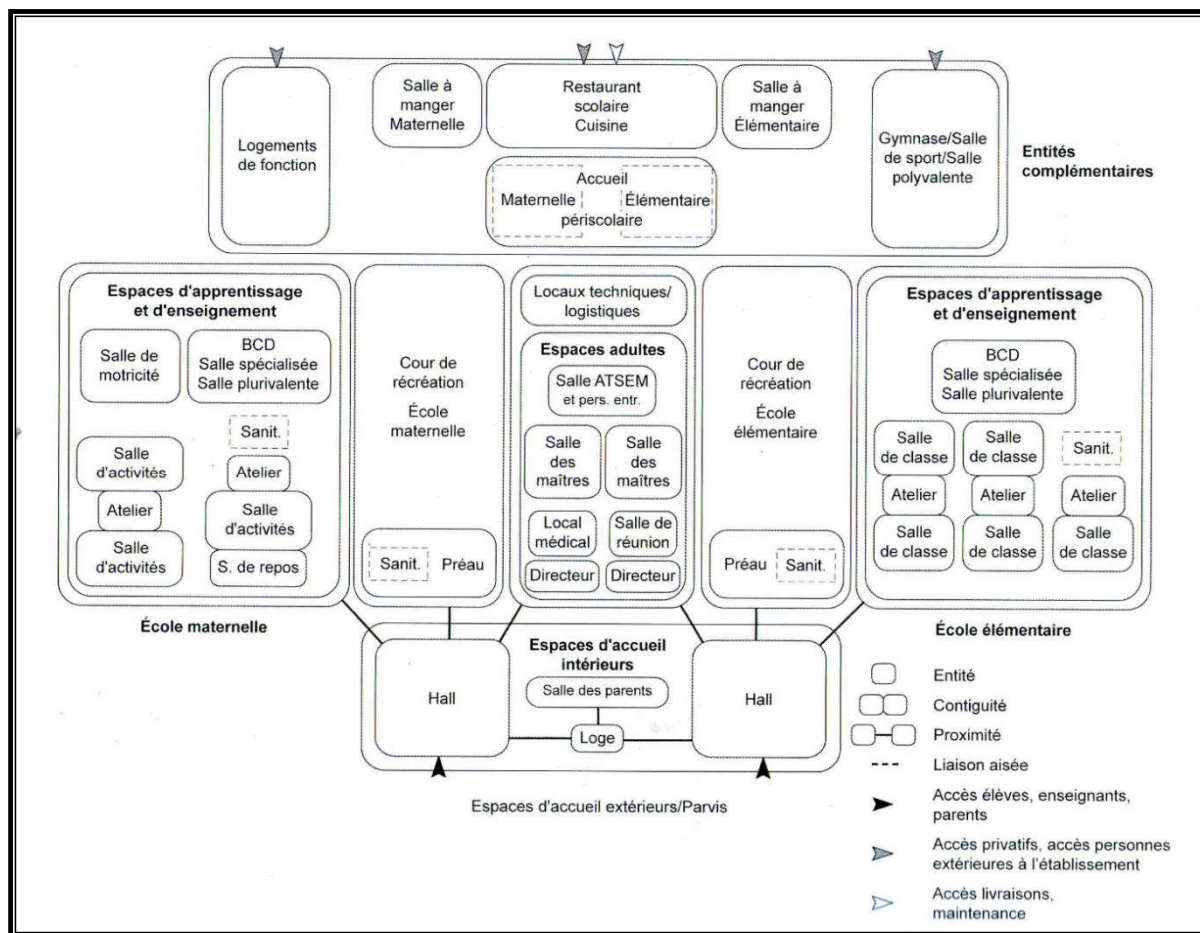 Logements
de fonction
Salle à
manger
Maternelle
Restaurant
scolaire
Cuisine
Salle à
manger
Élémentaire
Accueil
Maternelle
Élémentaire
périscolaire
Gymnase/Salle
de sport/Salle
polyvalente
Entités
complémentaires
Espaces d'apprentissage
et d'enseignement
Salle de
motricité
BCD
Salle spécialisée
Salle plurivalente
Sanit.
Salle
d'activités
Atelier
Atelier
Salle
d'activités
Salle
d'activités
S. de repos
École maternelle
Cour de
récréation
École
maternelle
Sanit.
Préau
Locaux techniques/
logistiques
Espaces adultes
Salle ATSEM
et pers. entr.
Salle
des
maîtres
Salle
des
maîtres
Local
médical
Salle de
réunion
Directeur
Directeur
Cour de
récréation
École
élémentaire
Préau
Sanit.
Espaces d'apprentissage
et d'enseignement
BCD
Salle spécialisée
Salle plurivalente
Salle
de classe
Salle
de classe
Sanit.
Atelier
Atelier
Atelier
Salle
de classe
Salle
de classe
Salle
de classe
École élémentaire
Espaces d'accueil
intérieurs
Hall
Salle des parents
Loge
Hall
Espaces d'accueil extérieurs/Parvis
Entité
Contiguité
Proximité
Liaison aisée
Accès élèves, enseignants,
parents
Accès privatifs, accès personnes
extérieures à l'établissement
Accès livraisons,
maintenance